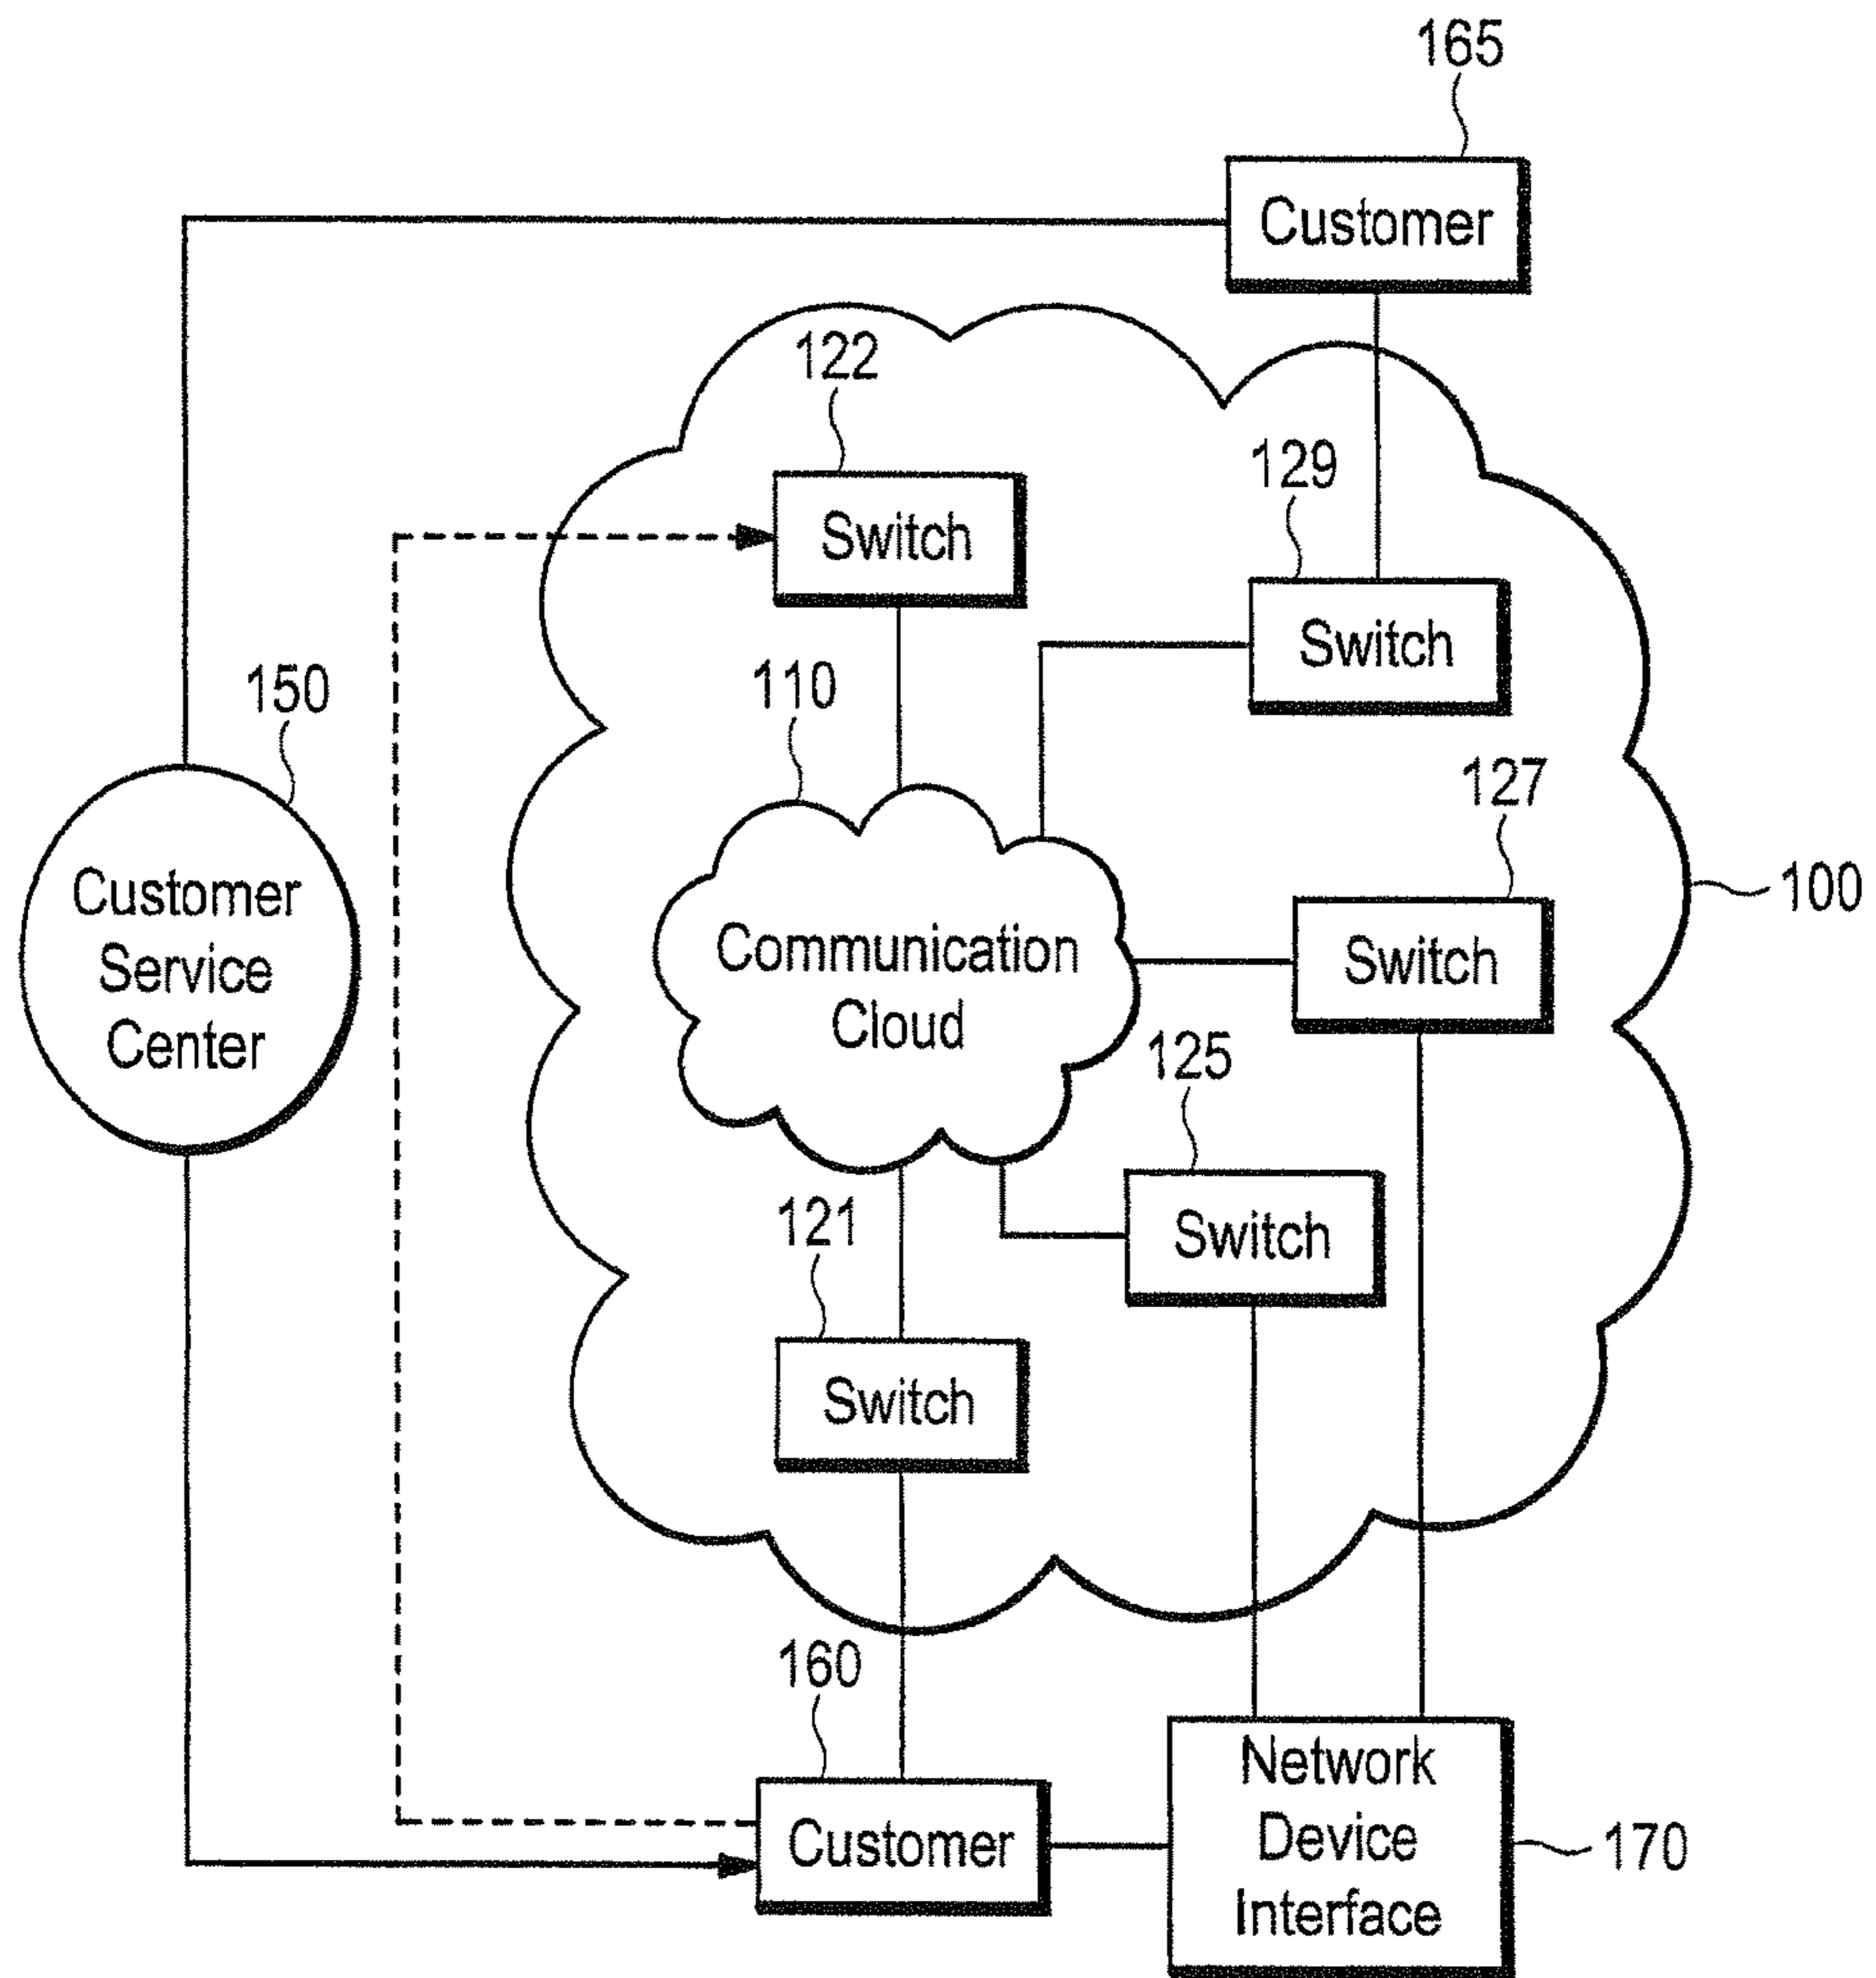 165
Customer
122
Switch
129
Switch
150
110
127
Customer
Service
Center
Communication
Cloud
Switch
100
125
Switch
121
Switch
160
Customer
Network
Device
Interface
170